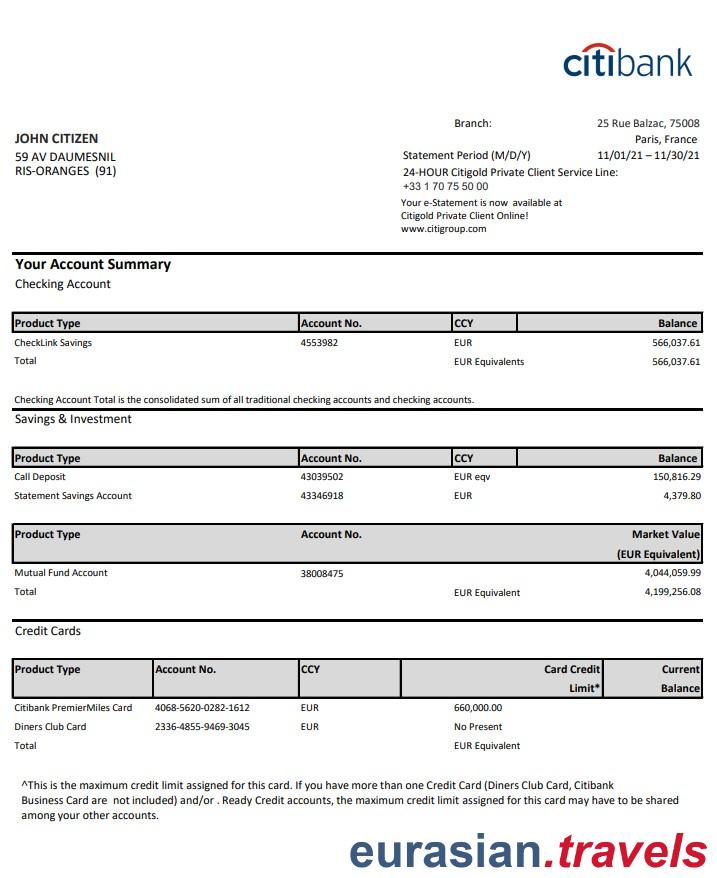 citibank
Branch: 25 Rue Balzac, 75008
Paris, France
JOHN CITIZEN
59 AV DAUMESNIL
RIS-ORANGES (91)
Statement Period (M/D/Y) 11/01/21 – 11/30/21
24-HOUR Citigold Private Client Service Line:
+33 1 70 75 50 00
Your e-Statement is now available at
Citigold Private Client Online!
www.citigroup.com
Your Account Summary
Checking Account
Product Type Account No. CCY Balance
CheckLink Savings 4553982 EUR 566,037.61
Total EUR Equivalents 566,037.61
Checking Account Total is the consolidated sum of all traditional checking accounts and checking accounts.
Savings & Investment
Product Type Account No. CCY Balance
Call Deposit 43039502 EUR eqv 150,816.29
Statement Savings Account 43346918 EUR 4,379.80
Product Type Account No. Market Value
(EUR Equivalent)
Mutual Fund Account 38008475 4,044,059.99
Total EUR Equivalent 4,199,256.08
Credit Cards
Product Type Account No. CCY Card Credit Current
Limit* Balance
Citibank PremierMiles Card 4068-5620-0282-1612 EUR 660,000.00
Diners Club Card 2336-4855-9469-3045 EUR No Present
Total EUR Equivalent
^This is the maximum credit limit assigned for this card. If you have more than one Credit Card (Diners Club Card, Citibank
Business Card are not included) and/or . Ready Credit accounts, the maximum credit limit assigned for this card may have to be shared
among your other accounts.
eurasian.travels